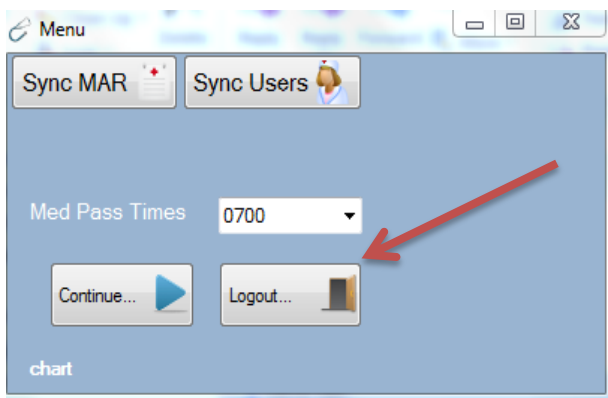 Menu
Sync MAR
Sync Users
Med Pass Times
0700
Continue...
Logout...
chart